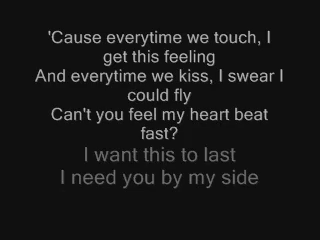 'Cause everytime we touch, I
get this feeling
And everytime we kiss, I swear I
could fly
Can't you feel my heart beat
fast?
I want this to last
I need you by my side